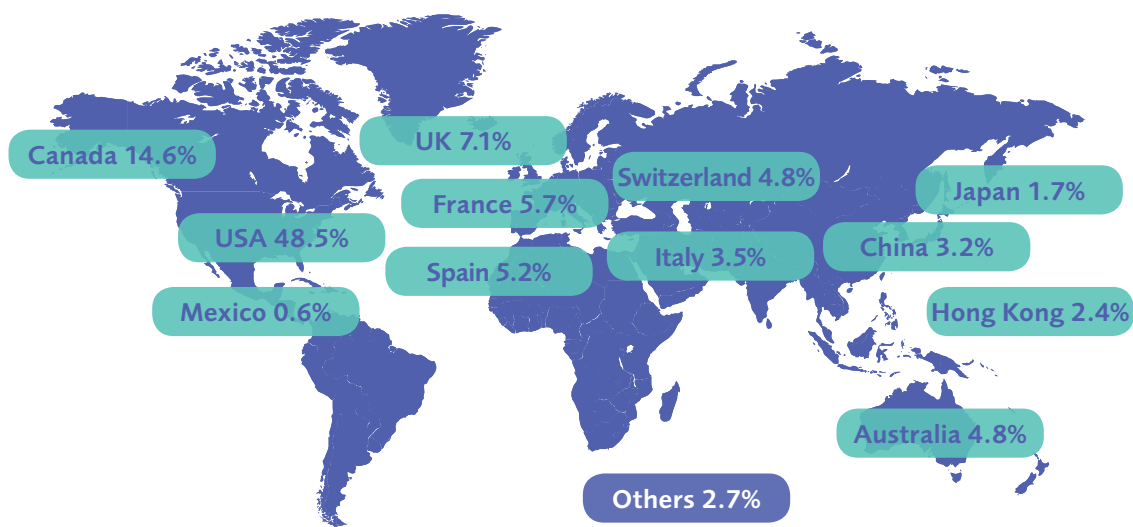 UK 7.1%
Canada 14.6%
Switzerland 4.8%
Japan 1.7%
France 5.7%
USA 48.5%
China 3.2%
Italy 3.5%
Spain 5.2%
Mexico 0.6%
Hong Kong 2.4%
Australia 4.8%
Others 2.7%